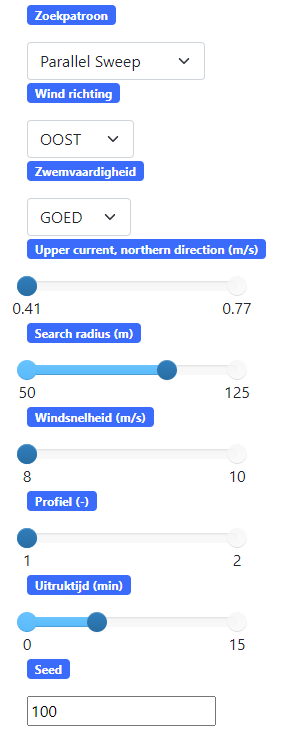 Zoekpatroon
Parallel Sweep
Wind richting
OOST
Zwemvaardigheid
GOED
Upper current, northern direction (m/s)
0.41 0.77
Search radius (m)
50 125
Windsnelheid (m/s)
8 10
Profiel (-)
1 2
Uitruktijd (min)
0 15
Seed
100